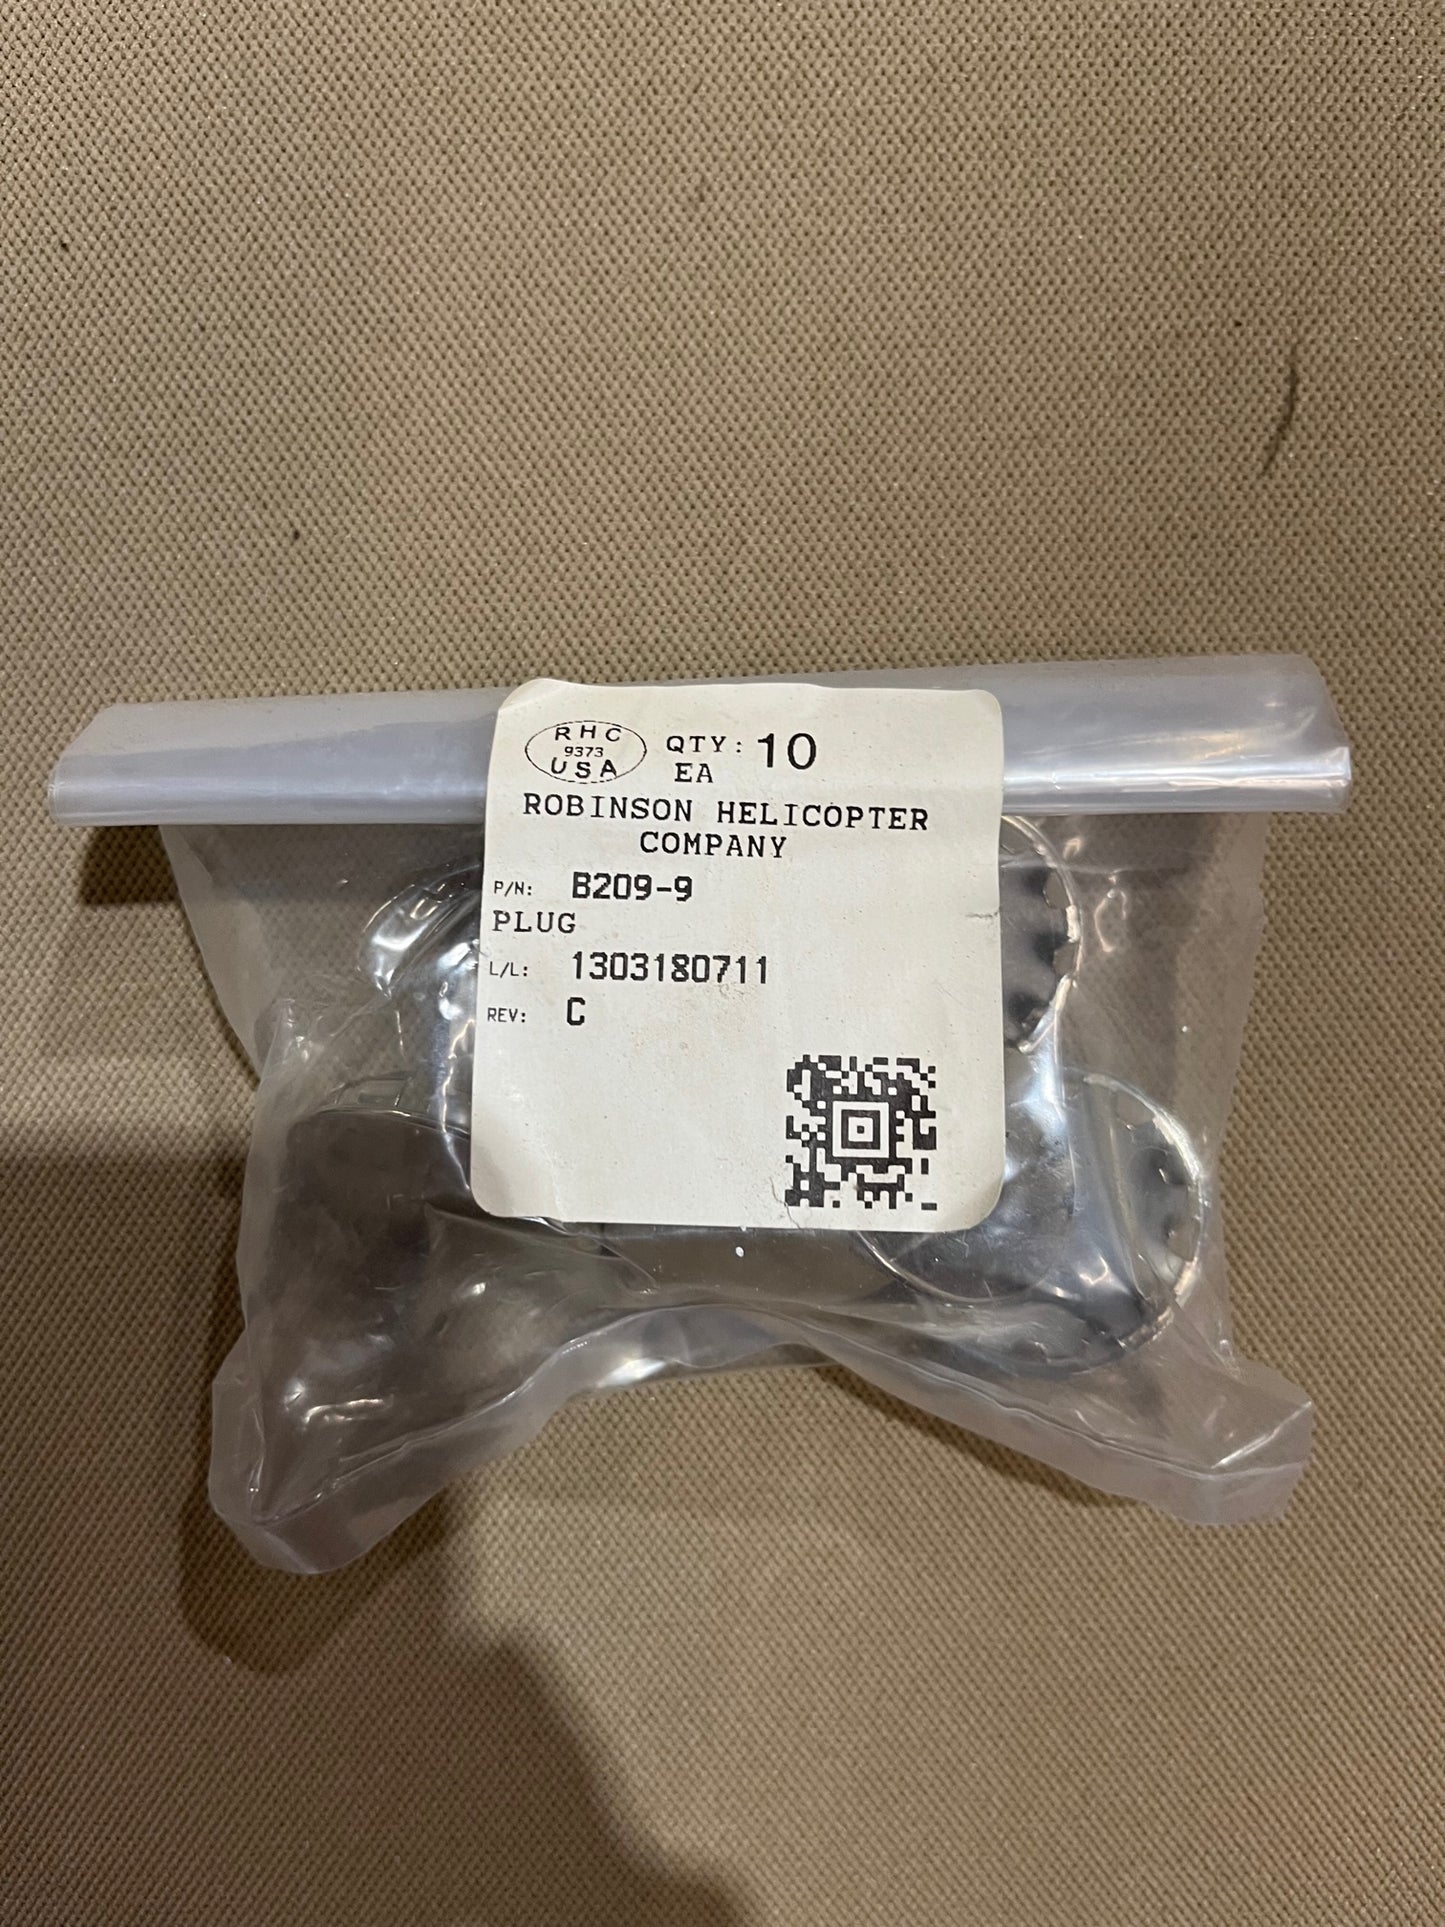 RHC
9373
USA
QTY: 10
EA
ROBINSON HELICOPTER
COMPANY
P/N: B209-9
PLUG
L/L: 1303180711
REV: C